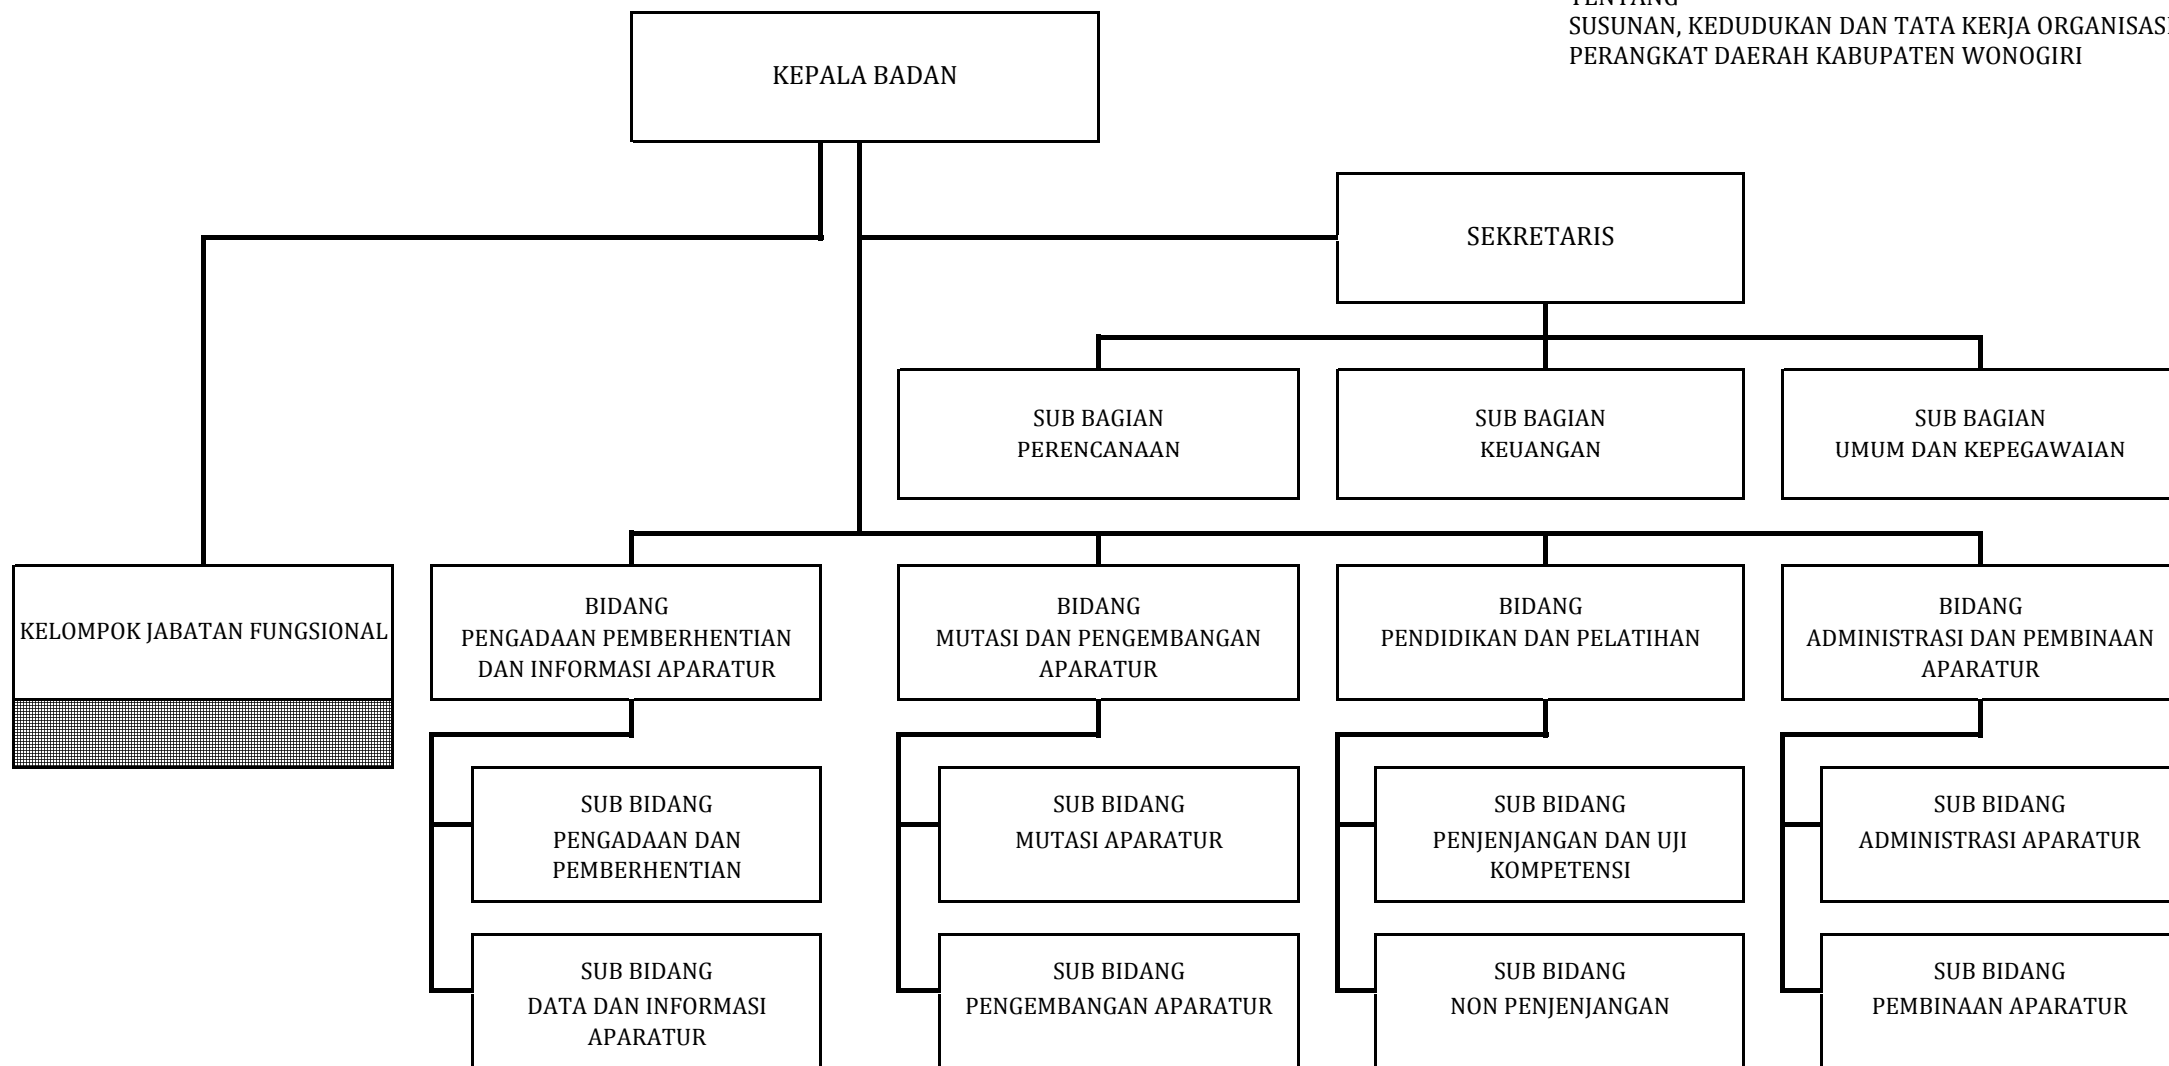 TENTANG
SUSUNAN, KEDUDUKAN DAN TATA KERJA ORGANISASI
PERANGKAT DAERAH KABUPATEN WONOGIRI
KEPALA BADAN
SEKRETARIS
SUB BAGIAN
PERENCANAAN
SUB BAGIAN
KEUANGAN
SUB BAGIAN
UMUM DAN KEPEGAWAIAN
KELOMPOK JABATAN FUNGSIONAL
BIDANG
PENGADAAN PEMBERHENTIAN
DAN INFORMASI APARATUR
BIDANG
MUTASI DAN PENGEMBANGAN
APARATUR
BIDANG
PENDIDIKAN DAN PELATIHAN
BIDANG
ADMINISTRASI DAN PEMBINAAN
APARATUR
SUB BIDANG
PENGADAAN DAN
PEMBERHENTIAN
SUB BIDANG
MUTASI APARATUR
SUB BIDANG
PENJENJANGAN DAN UJI
KOMPETENSI
SUB BIDANG
ADMINISTRASI APARATUR
SUB BIDANG
DATA DAN INFORMASI
APARATUR
SUB BIDANG
PENGEMBANGAN APARATUR
SUB BIDANG
NON PENJENJANGAN
SUB BIDANG
PEMBINAAN APARATUR